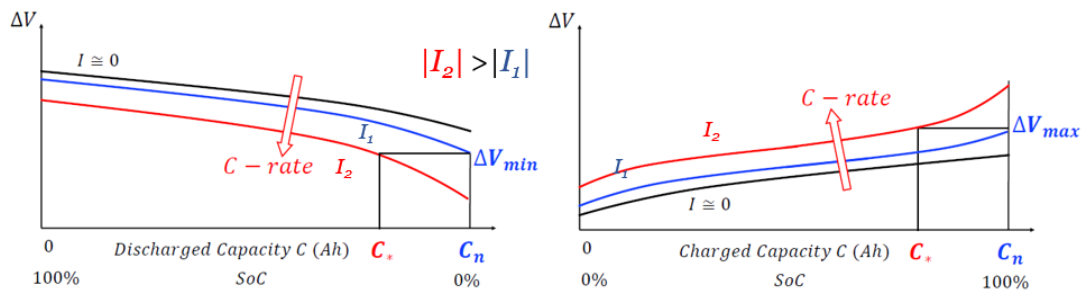 ΔV
I ≅ 0
|I₂| > |I₁|
I₁
C − rate
I₂
ΔVmin
0
Discharged Capacity C (Ah)
C*
Cn
100%
SoC
0%
ΔV
C − rate
I₂
ΔVmax
I₁
I ≅ 0
0
Charged Capacity C (Ah)
C*
Cn
0%
SoC
100%